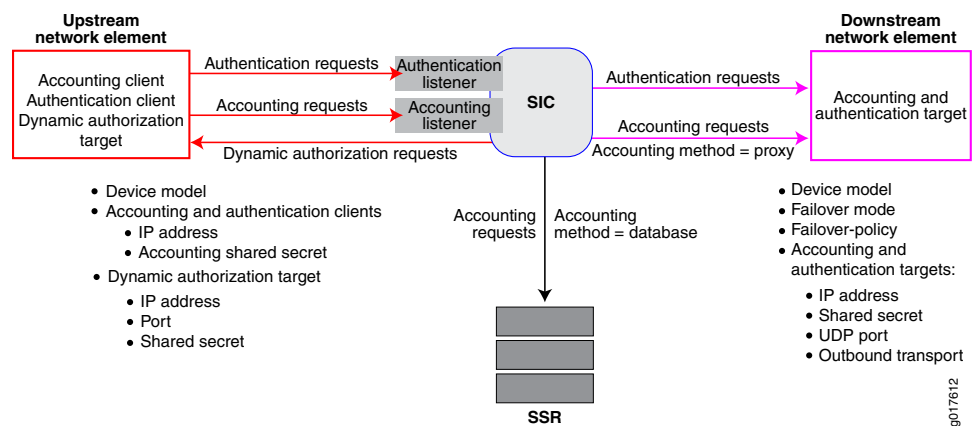 Upstream
network element
Accounting client
Authentication client
Dynamic authorization
target
Authentication requests
Accounting requests
Dynamic authorization requests
Authentication
listener
Accounting
listener
SIC
Authentication requests
Accounting requests
Accounting method = proxy
Downstream
network element
Accounting and
authentication target
• Device model
• Accounting and authentication clients
• IP address
• Accounting shared secret
• Dynamic authorization target
• IP address
• Port
• Shared secret
Accounting
requests
Accounting
method = database
SSR
• Device model
• Failover mode
• Failover-policy
• Accounting and
authentication targets:
• IP address
• Shared secret
• UDP port
• Outbound transport
g017612